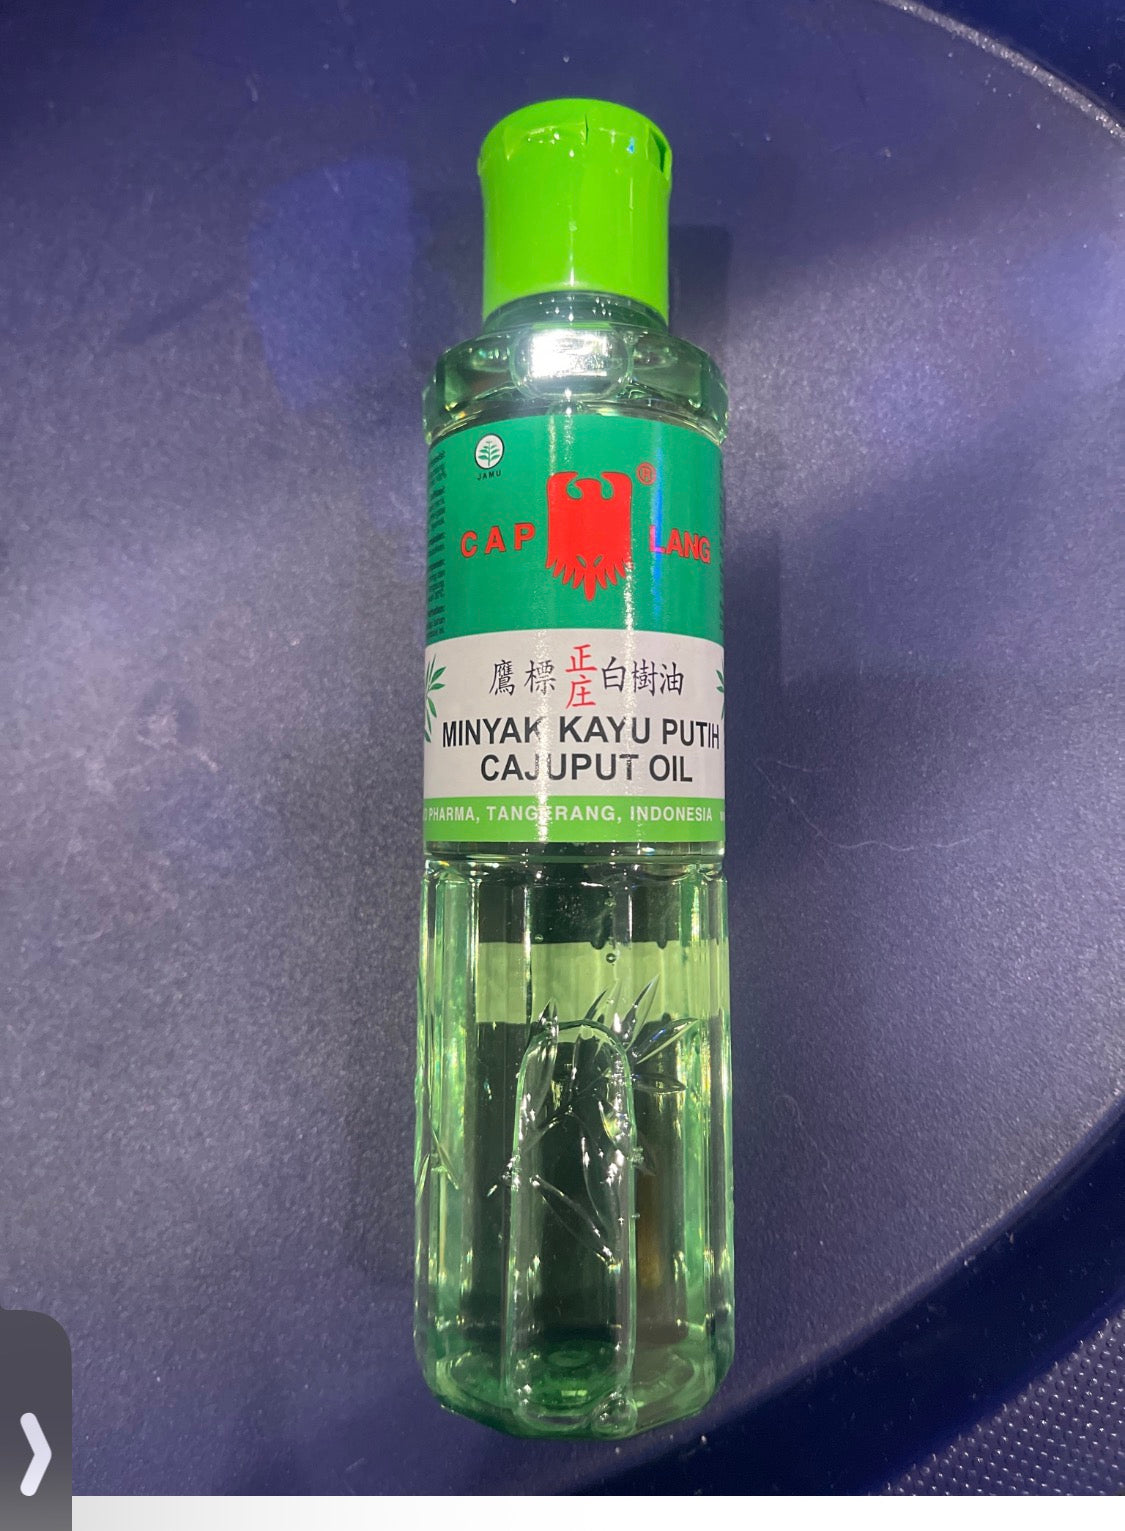 JAMU
CAP LANG
®
鷹標正庄白樹油
MINYAK KAYU PUTIH
CAJUPUT OIL
PHARMA, TANGERANG, INDONESIA